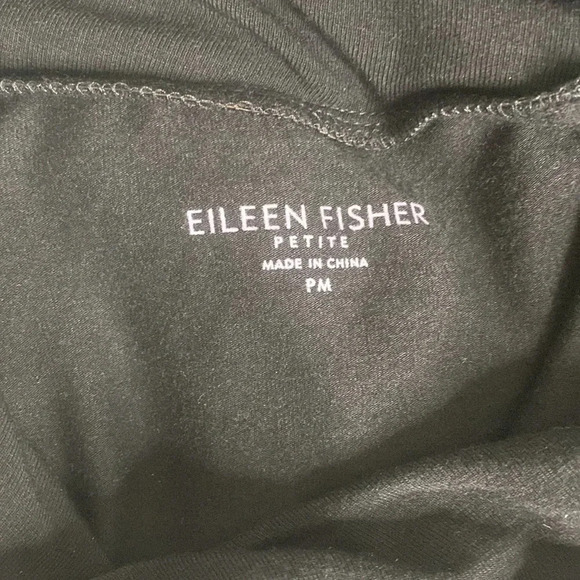 EILEEN FISHER
PETITE
MADE IN CHINA
PM